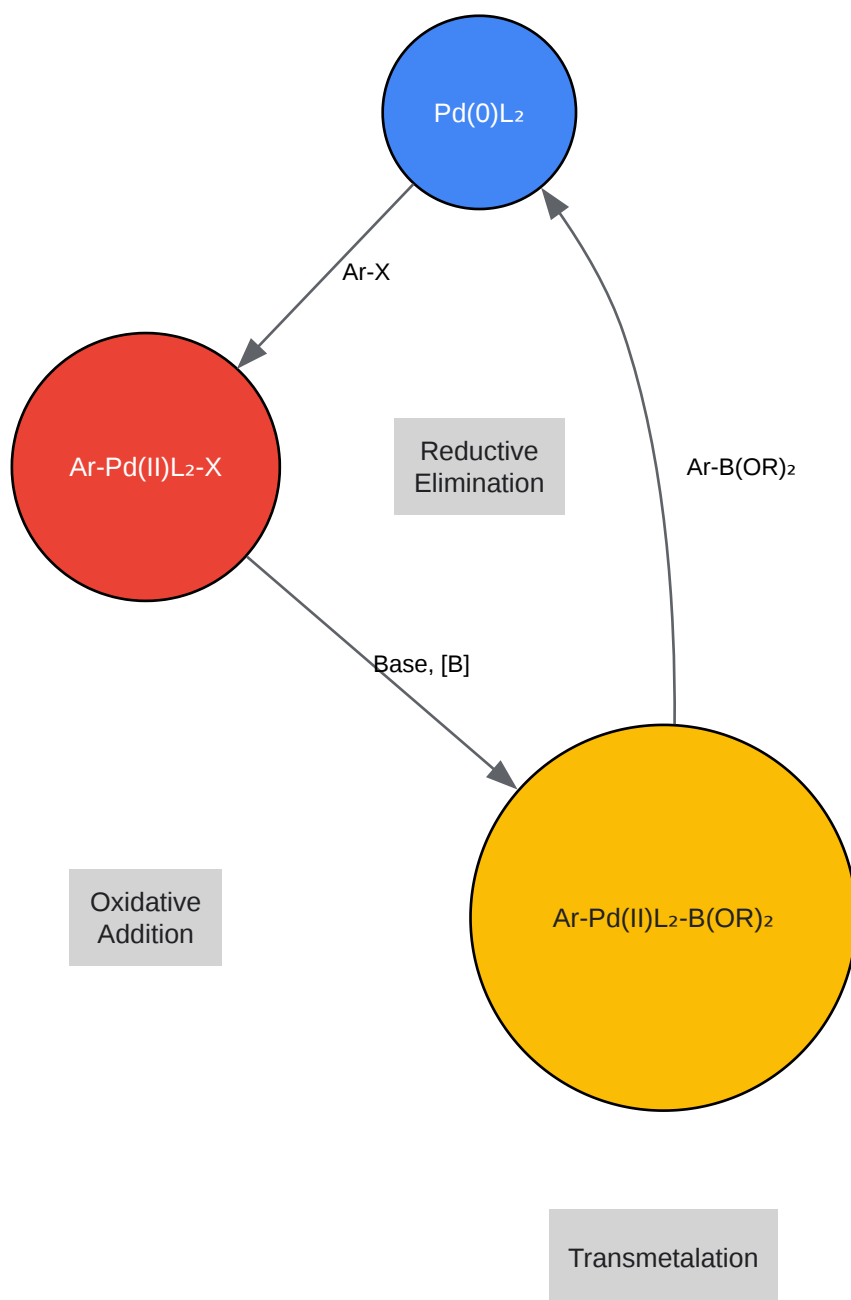 Pd(0)L₂
Ar-X
Ar-Pd(II)L₂-X
Reductive
Elimination
Ar-B(OR)₂
Base, [B]
Oxidative
Addition
Ar-Pd(II)L₂-B(OR)₂
Transmetalation